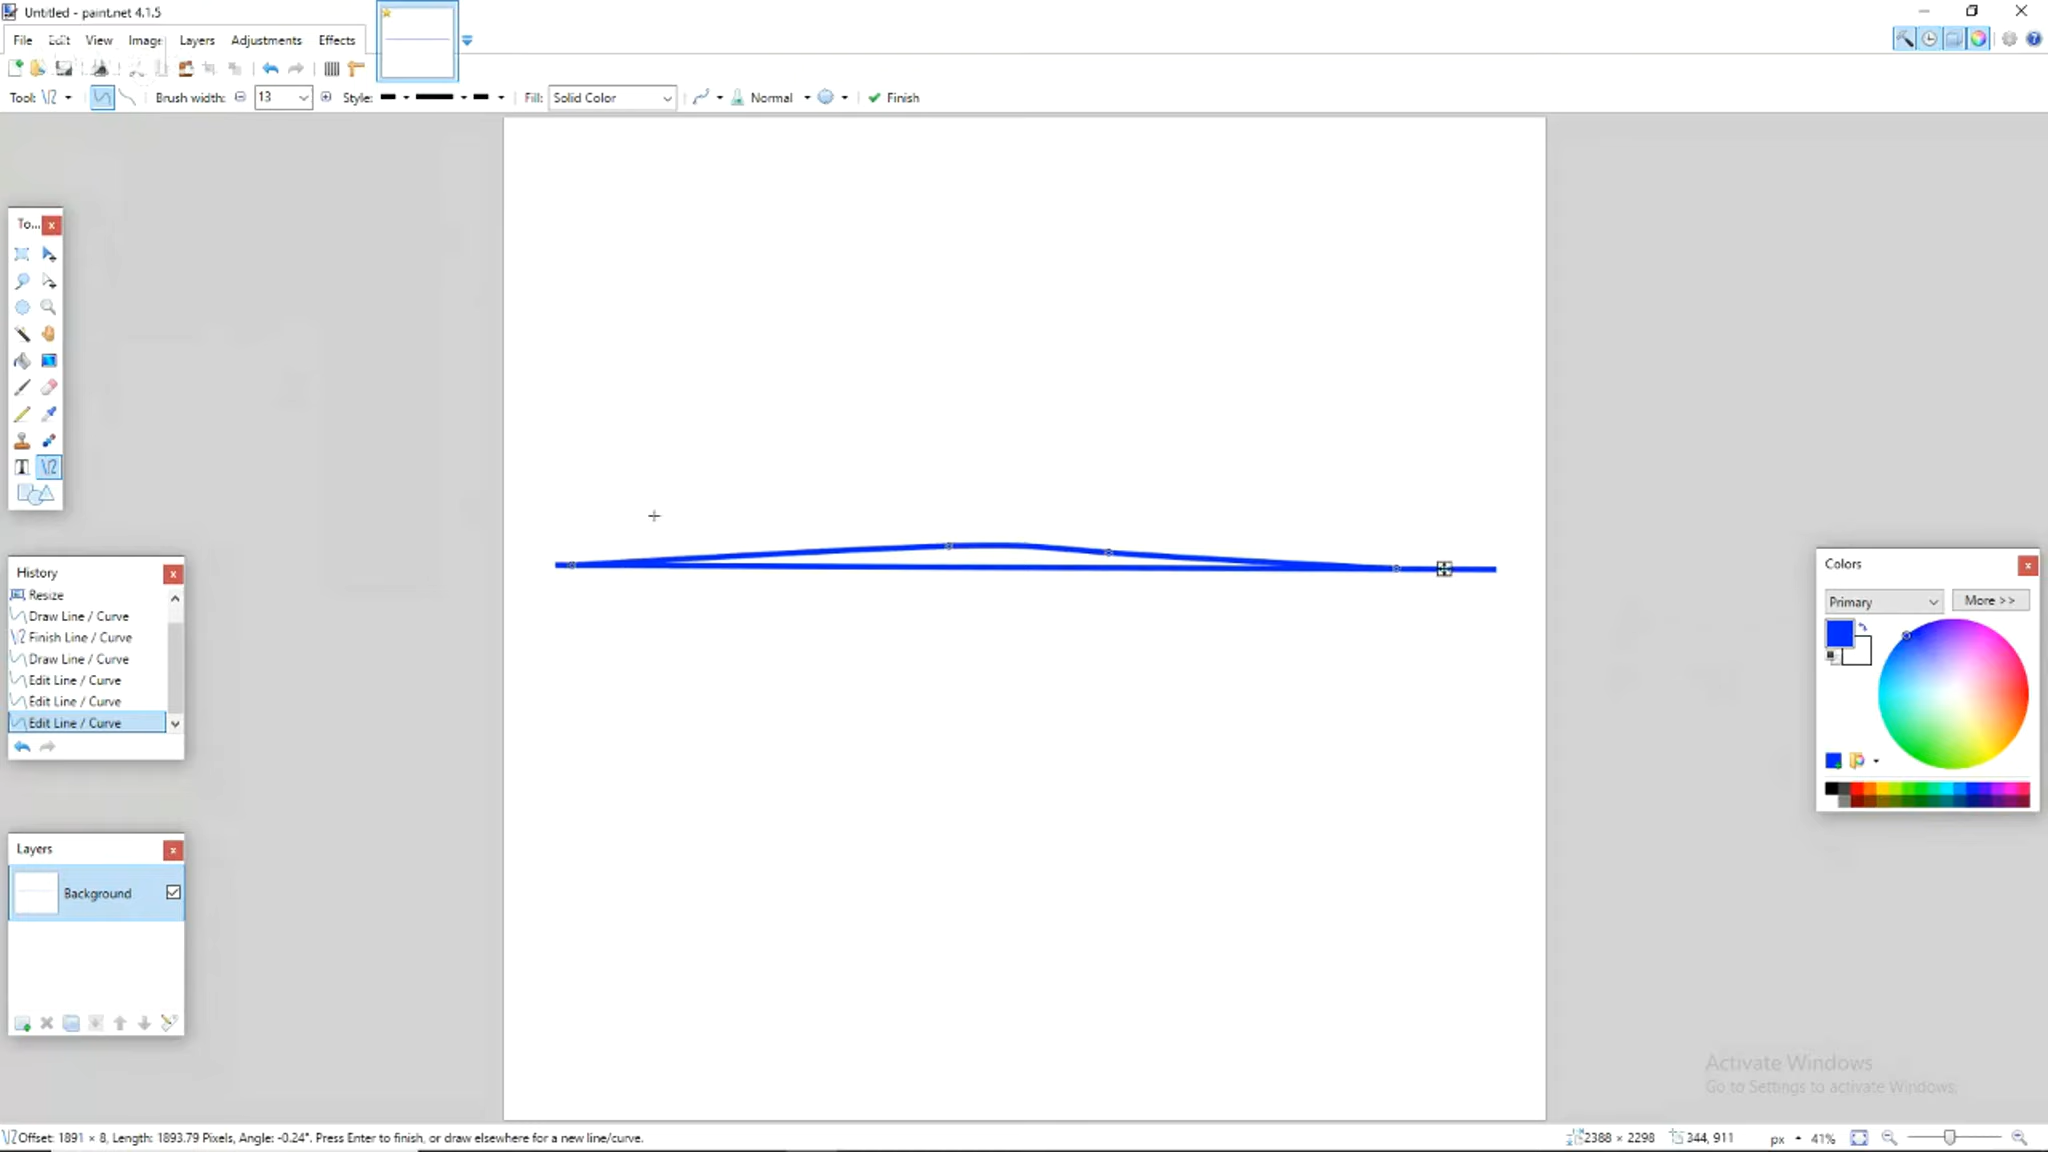 Untitled - paint.net 4.1.5
File Edit View Image Layers Adjustments Effects
Tool: Brush width: 13 Style: Fill: Solid Color Normal Finish
To...
History
Resize
Draw Line / Curve
Finish Line / Curve
Draw Line / Curve
Edit Line / Curve
Edit Line / Curve
Edit Line / Curve
Layers
Background
Colors
Primary More >>
Activate Windows
Go to Settings to activate Windows.
Offset: 1891 × 8, Length: 1893.79 Pixels, Angle: -0.24°. Press Enter to finish, or draw elsewhere for a new line/curve. 2388 × 2298 344, 911 px 41%